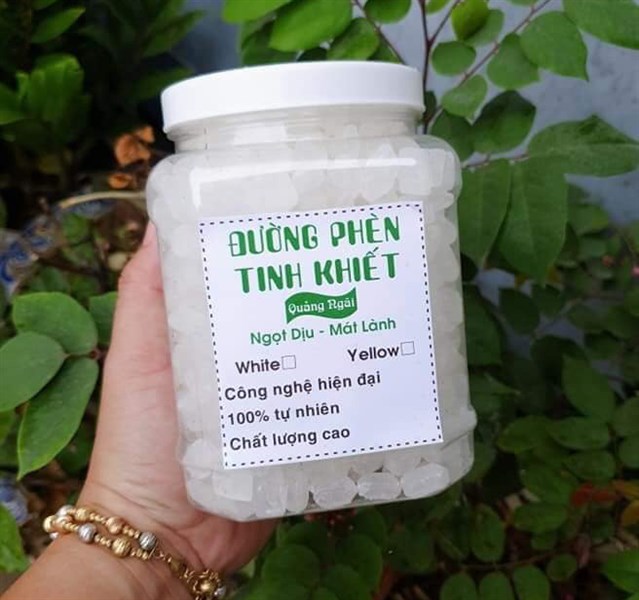 ĐƯỜNG PHÈN
TINH KHIẾT
Quảng Ngãi
Ngọt Dịu - Mát Lành
White☐ Yellow☐
Công nghệ hiện đại
100% tự nhiên
Chất lượng cao